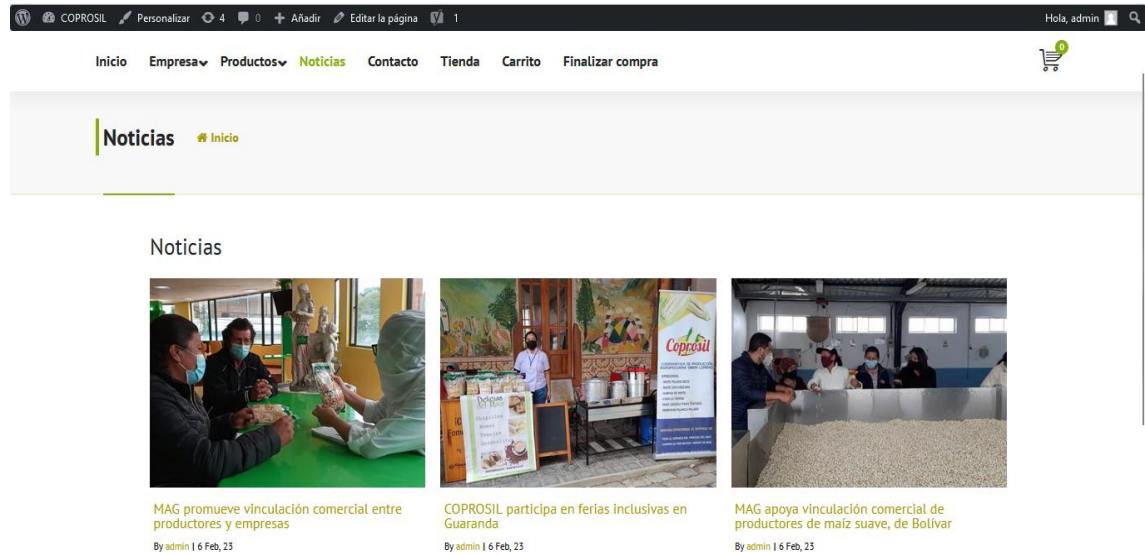 COPROSIL Personalizar 4 0 Añadir Editar la página 1 Hola, admin
Inicio Empresa Productos Noticias Contacto Tienda Carrito Finalizar compra 0
Noticias Inicio
Noticias
Coprosil
Delicias
del Maíz
MAG promueve vinculación comercial entre
productores y empresas
By admin | 6 Feb, 23
COPROSIL participa en ferias inclusivas en
Guaranda
By admin | 6 Feb, 23
MAG apoya vinculación comercial de
productores de maíz suave, de Bolívar
By admin | 6 Feb, 23